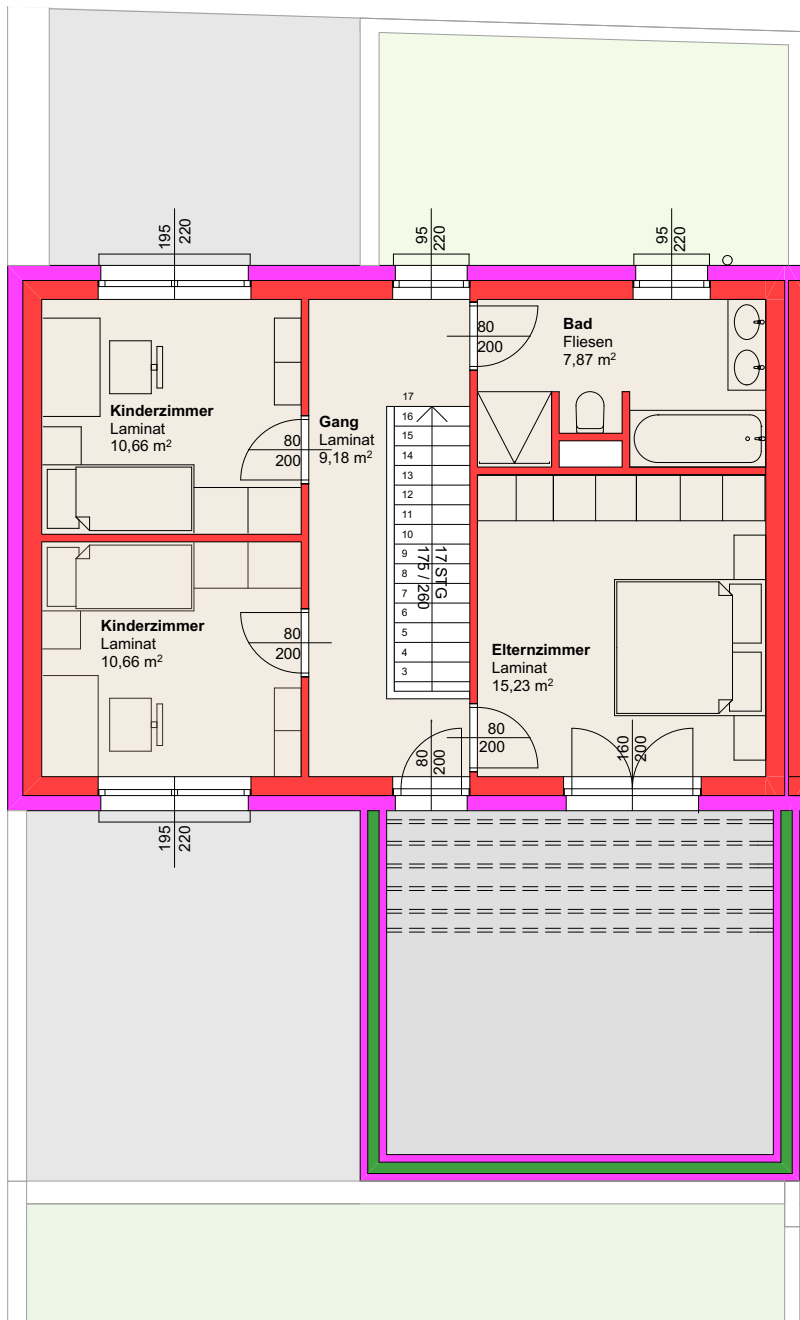 195
220
95
220
95
220
80
200
Bad
Fliesen
7,87 m²
Kinderzimmer
Laminat
10,66 m²
Gang
Laminat
9,18 m²
80
200
17
16
15
14
13
12
11
10
9
8
7
6
5
4
3
17 STG
175 / 260
Kinderzimmer
Laminat
10,66 m²
80
200
Elternzimmer
Laminat
15,23 m²
80
200
80
200
160
200
195
220